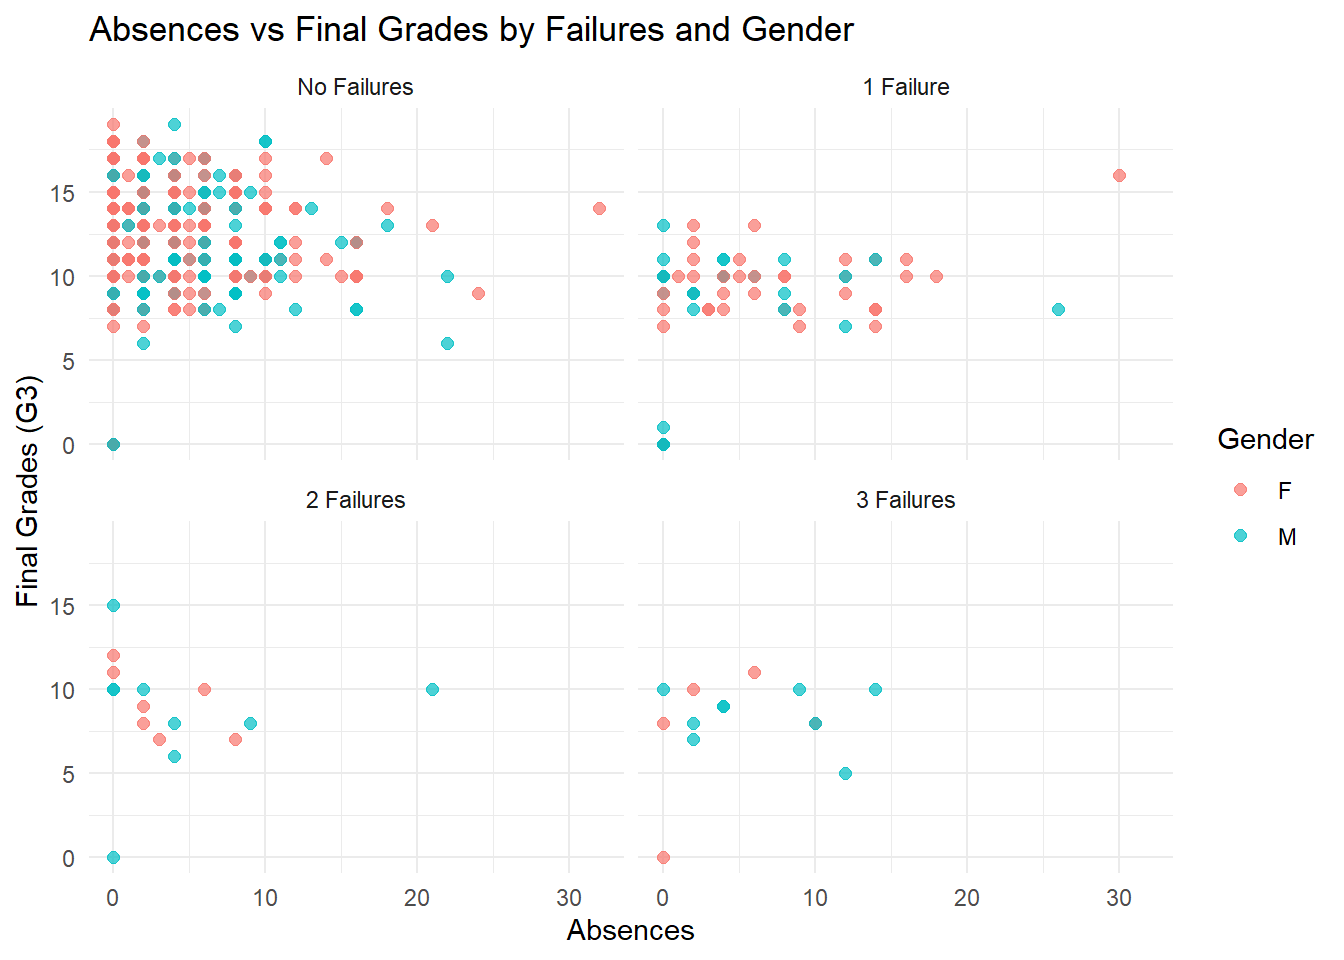 Absences vs Final Grades by Failures and Gender
No Failures
1 Failure
15
10
5
0
2 Failures
3 Failures
15
10
5
0
0 10 20 30
0 10 20 30
Absences
Final Grades (G3)
Gender
F
M